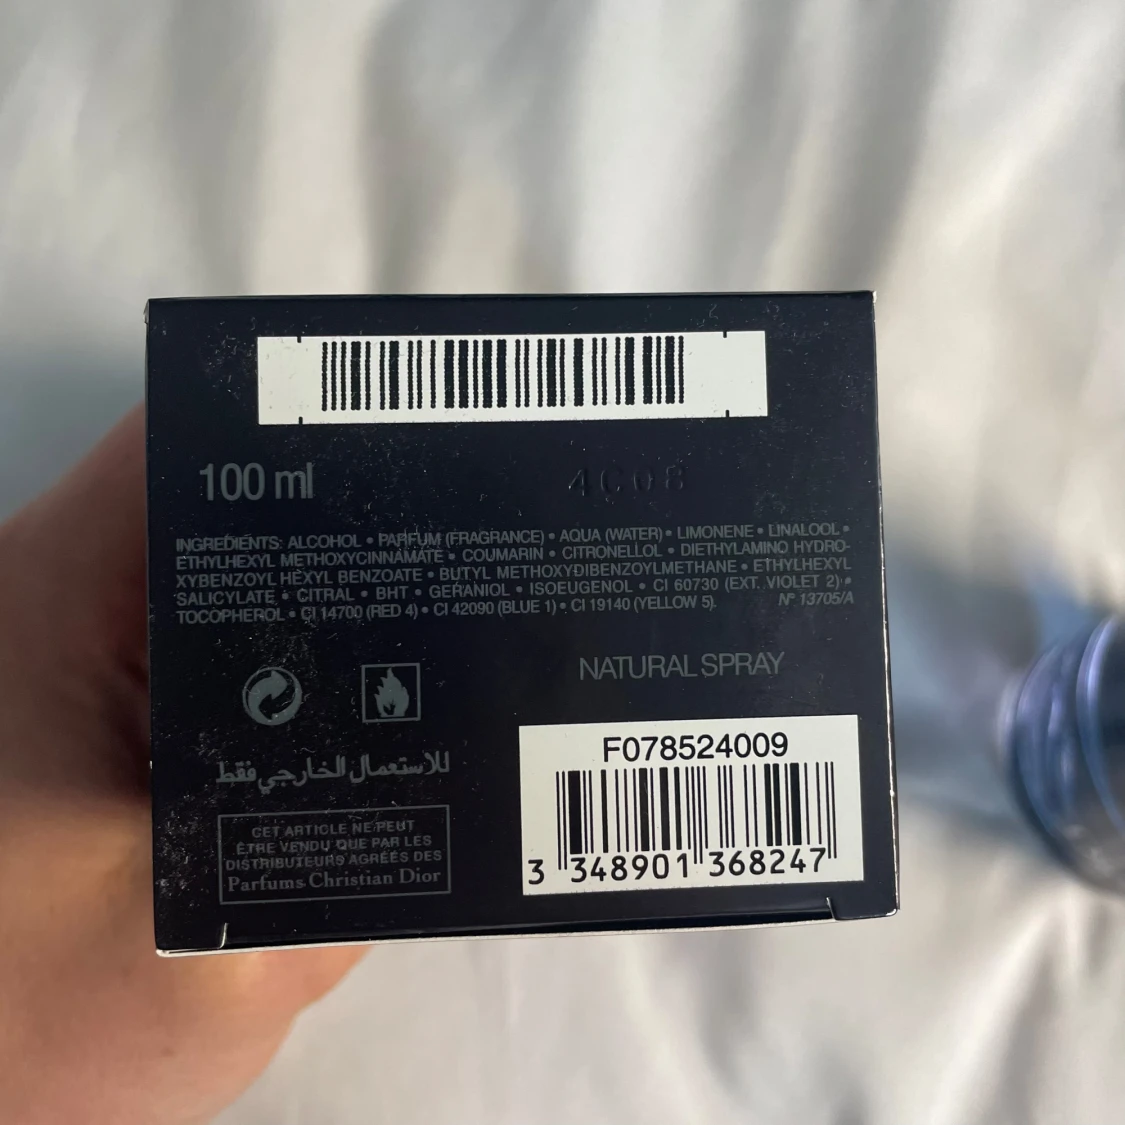 100 ml
4C08
INGREDIENTS: ALCOHOL • PARFUM (FRAGRANCE) • AQUA (WATER) • LIMONENE • LINALOOL •
ETHYLHEXYL METHOXYCINNAMATE • COUMARIN • CITRONELLOL • DIETHYLAMINO HYDRO-
XYBENZOYL HEXYL BENZOATE • BUTYL METHOXYDIBENZOYLMETHANE • ETHYLHEXYL
SALICYLATE • CITRAL • BHT • GERANIOL • ISOEUGENOL • CI 60730 (EXT. VIOLET 2) •
TOCOPHEROL • CI 14700 (RED 4) • CI 42090 (BLUE 1) • CI 19140 (YELLOW 5). N° 13705/A
NATURAL SPRAY
للاستعمال الخارجي فقط
CET ARTICLE NE PEUT
ÊTRE VENDU QUE PAR LES
DISTRIBUTEURS AGRÉÉS DES
Parfums Christian Dior
F078524009
3 348901 368247